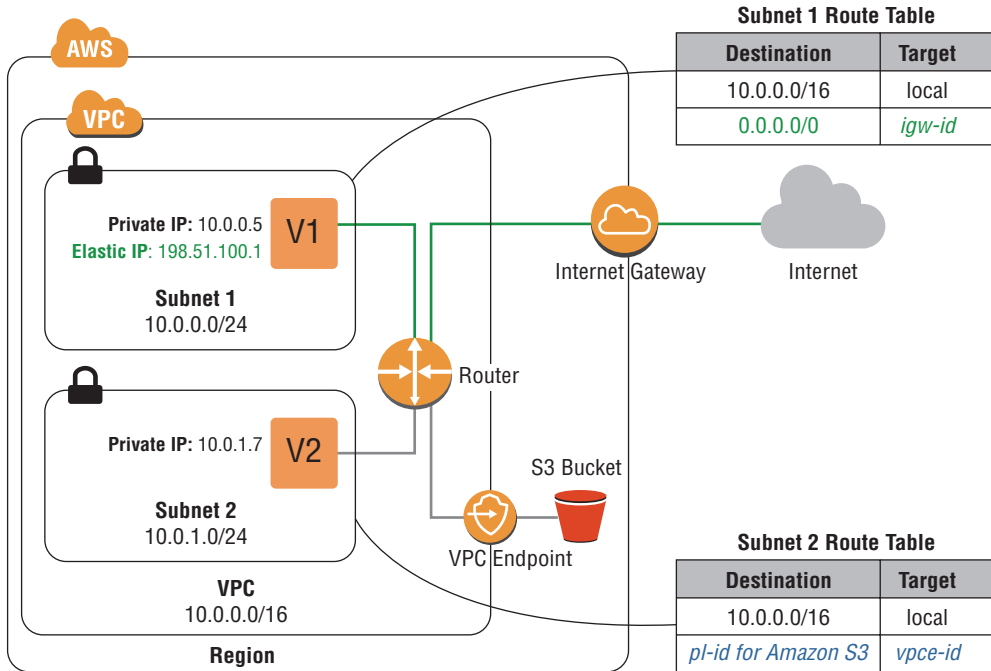 Subnet 1 Route Table
Destination Target
10.0.0.0/16 local
0.0.0.0/0 igw-id
AWS
VPC
Private IP: 10.0.0.5
Elastic IP: 198.51.100.1
V1
Subnet 1
10.0.0.0/24
Internet Gateway
Internet
Router
Private IP: 10.0.1.7
V2
Subnet 2
10.0.1.0/24
S3 Bucket
VPC Endpoint
VPC
10.0.0.0/16
Region
Subnet 2 Route Table
Destination Target
10.0.0.0/16 local
pl-id for Amazon S3 vpce-id